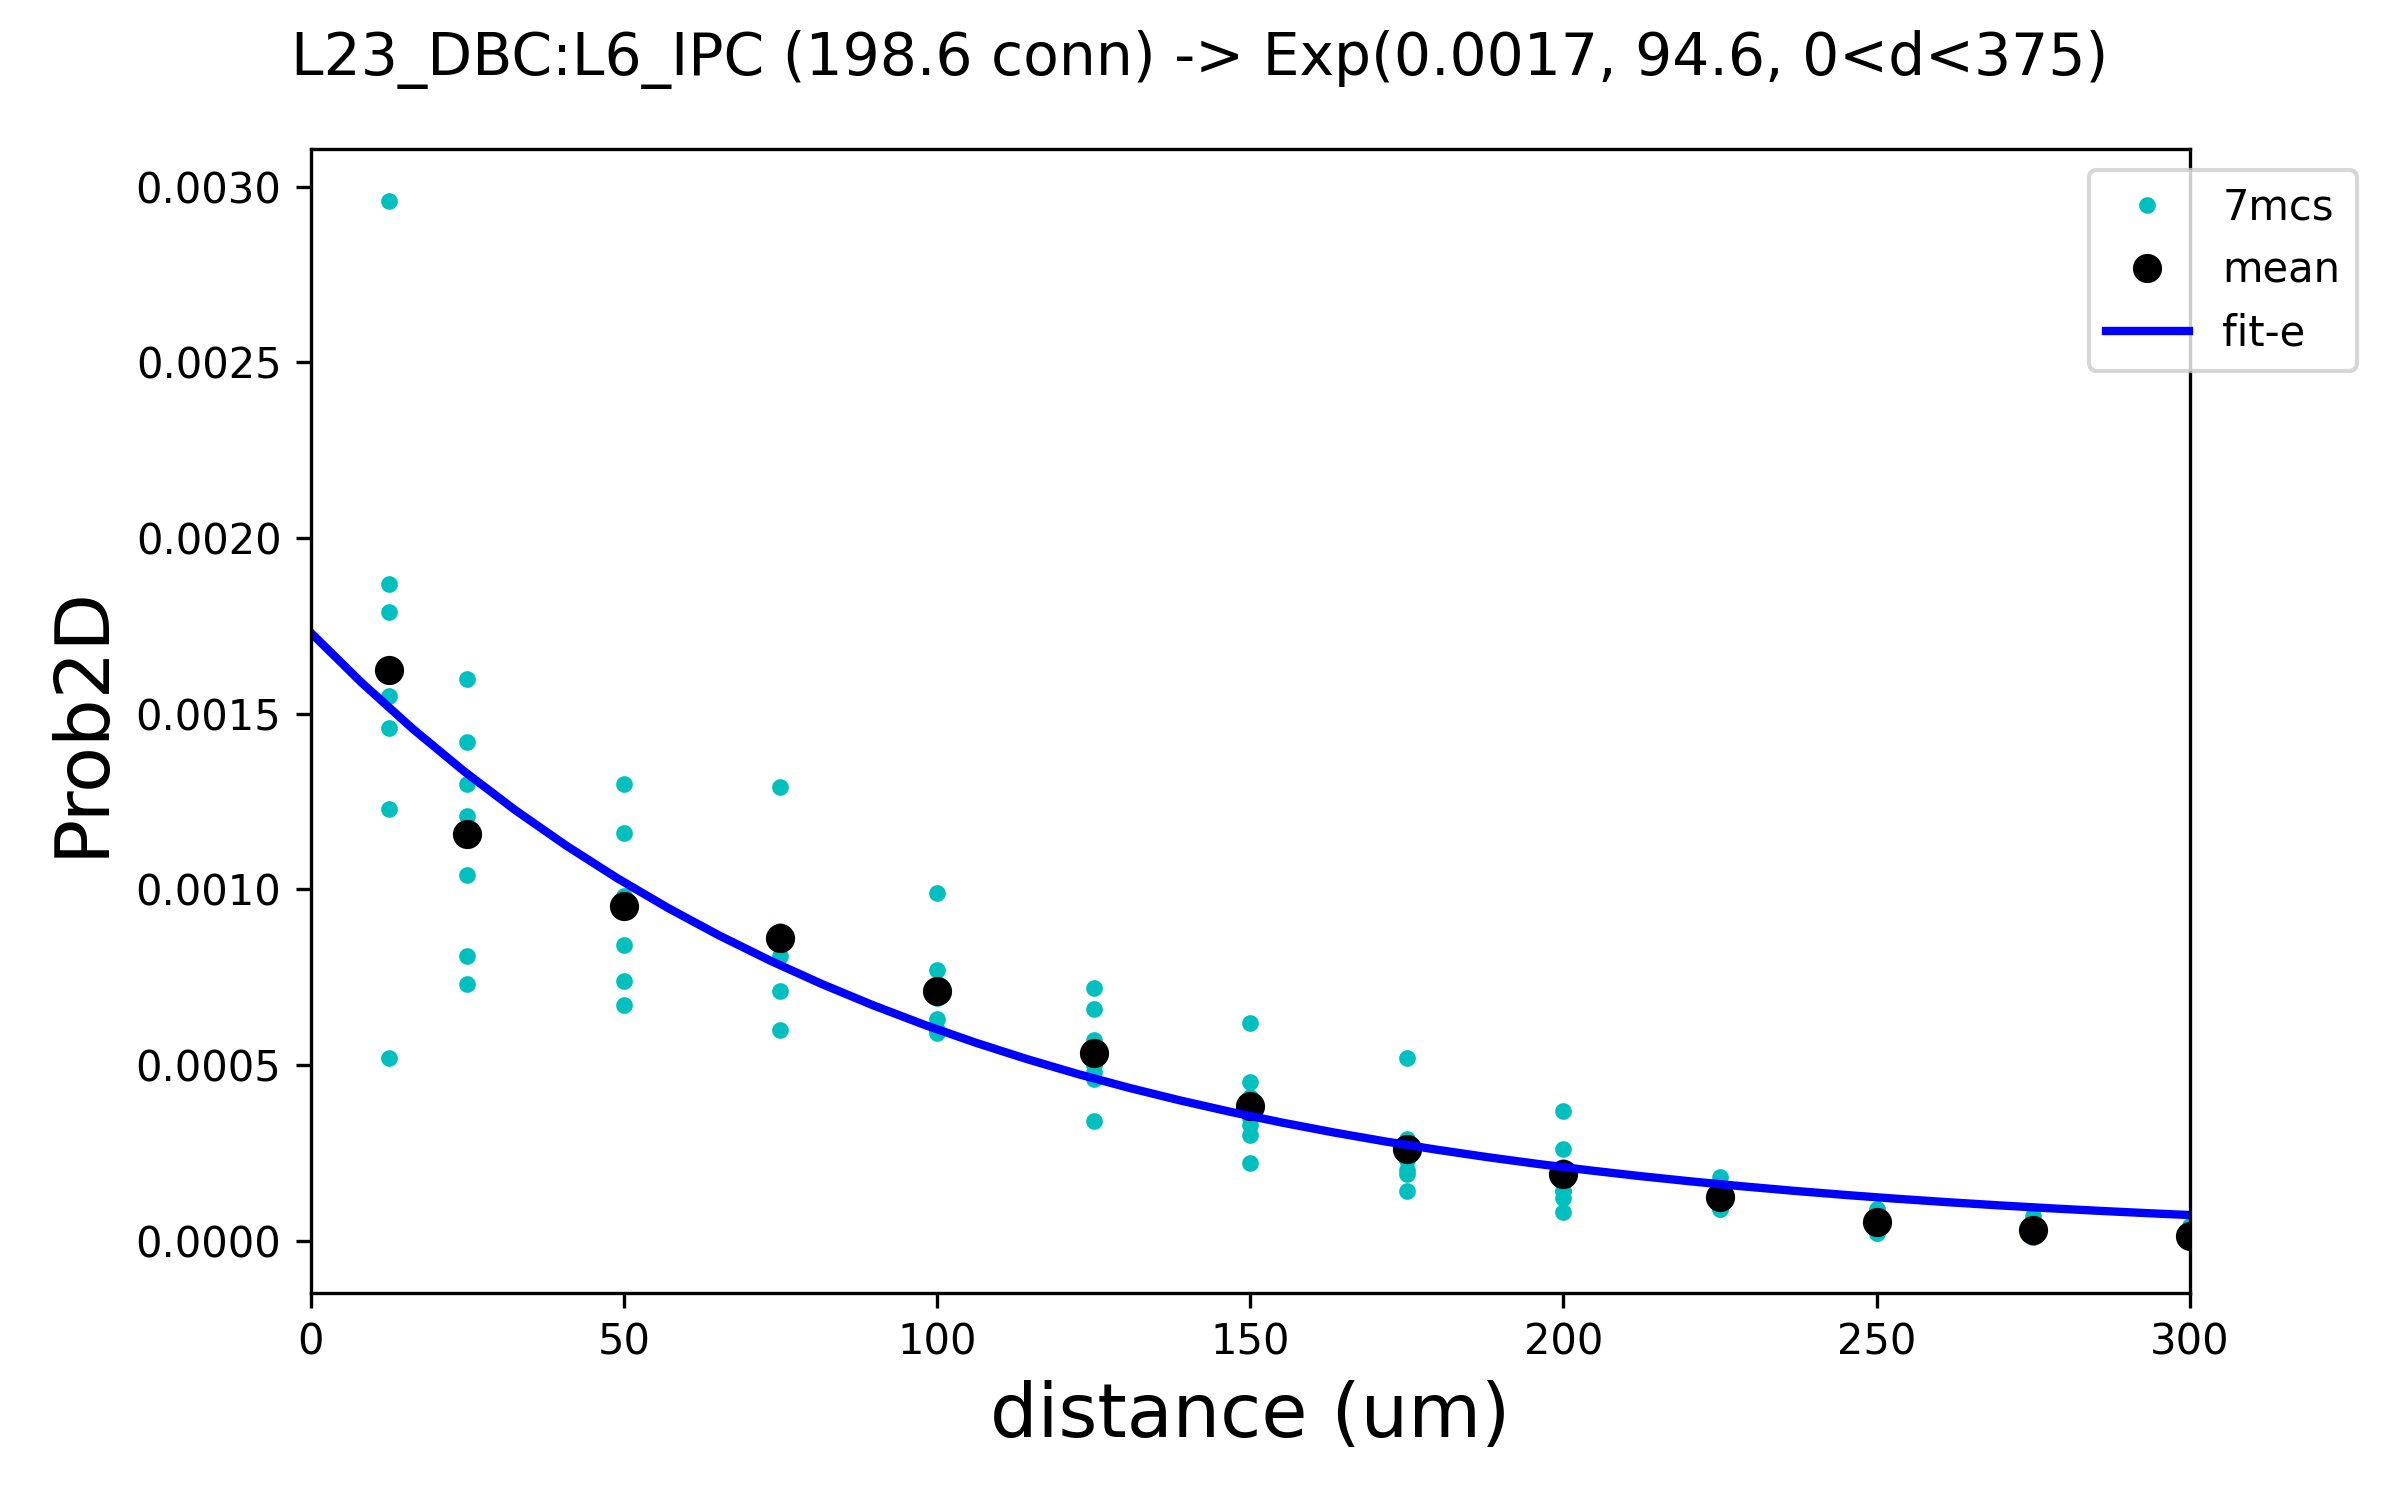 L23_DBC:L6_IPC (198.6 conn) -> Exp(0.0017, 94.6, 0<d<375)
0.0030
0.0025
0.0020
0.0015
0.0010
0.0005
0.0000
Prob2D
7mcs
mean
fit-e
0 50 100 150 200 250 300
distance (um)